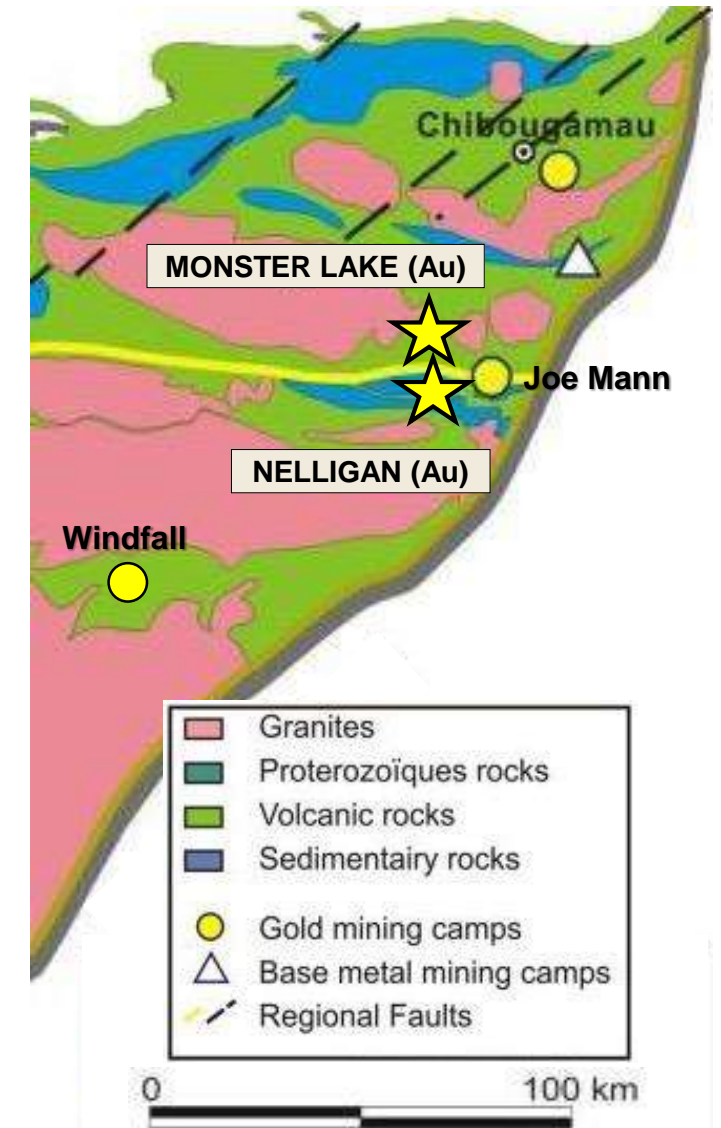 Chibougamau
MONSTER LAKE (Au)
Joe Mann
NELLIGAN (Au)
Windfall
Granites
Proterozoïques rocks
Volcanic rocks
Sedimentairy rocks
Gold mining camps
Base metal mining camps
Regional Faults
0 100 km